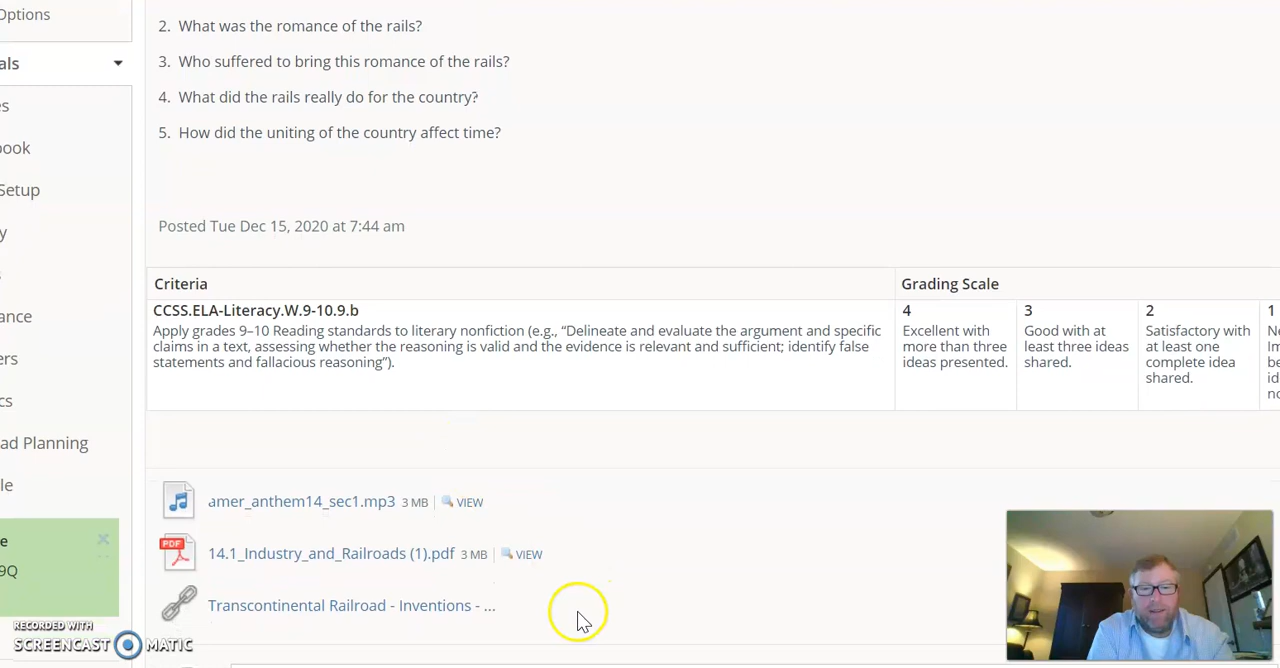 Options
2. What was the romance of the rails?
als
3. Who suffered to bring this romance of the rails?
es
4. What did the rails really do for the country?
5. How did the uniting of the country affect time?
ook
Setup
Posted Tue Dec 15, 2020 at 7:44 am
y
s
Criteria
Grading Scale
ance
CCSS.ELA-Literacy.W.9-10.9.b
Apply grades 9–10 Reading standards to literary nonfiction (e.g., “Delineate and evaluate the argument and specific
claims in a text, assessing whether the reasoning is valid and the evidence is relevant and sufficient; identify false
statements and fallacious reasoning”).
4
Excellent with
more than three
ideas presented.
3
Good with at
least three ideas
shared.
2
Satisfactory with
at least one
complete idea
shared.
1
ers
cs
ad Planning
le
amer_anthem14_sec1.mp3 3 MB VIEW
e
PDF
14.1_Industry_and_Railroads (1).pdf 3 MB VIEW
9Q
Transcontinental Railroad - Inventions - ...
RECORDED WITH
SCREENCAST MATIC